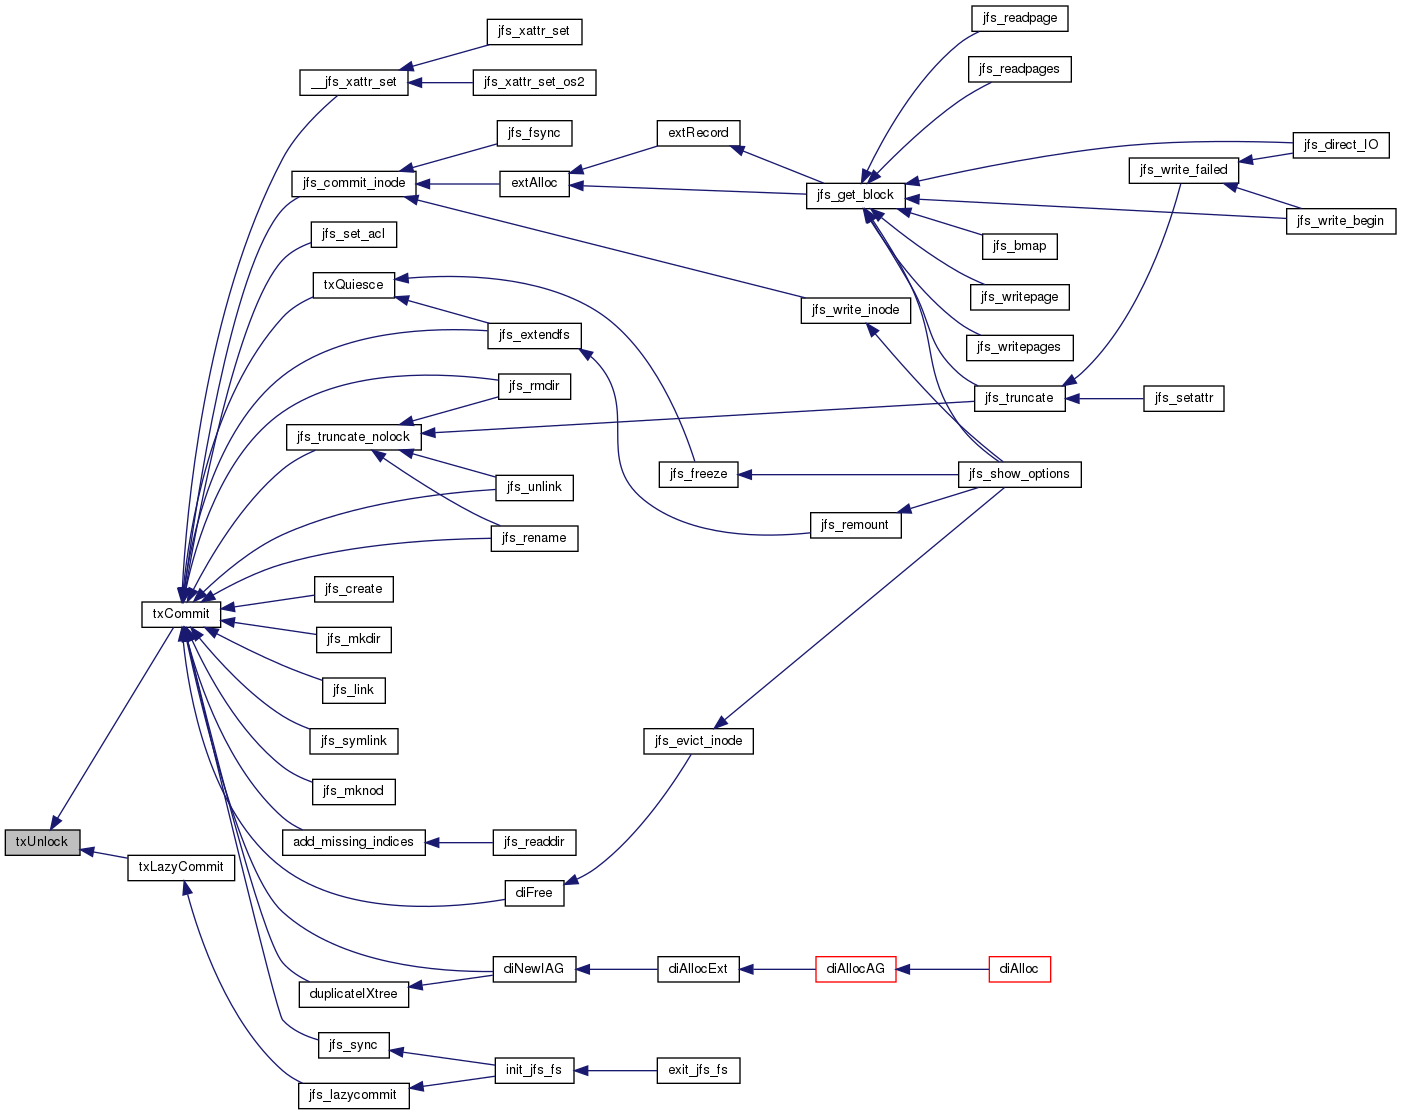 jfs_readpage
jfs_xattr_set
jfs_readpages
__jfs_xattr_set
jfs_xattr_set_os2
jfs_fsync
extRecord
jfs_direct_IO
jfs_write_failed
jfs_commit_inode
extAlloc
jfs_get_block
jfs_write_begin
jfs_set_acl
jfs_bmap
txQuiesce
jfs_writepage
jfs_write_inode
jfs_extendfs
jfs_writepages
jfs_rmdir
jfs_truncate
jfs_setattr
jfs_truncate_nolock
jfs_freeze
jfs_show_options
jfs_unlink
jfs_remount
jfs_rename
jfs_create
txCommit
jfs_mkdir
jfs_link
jfs_symlink
jfs_evict_inode
jfs_mknod
txUnlock
add_missing_indices
jfs_readdir
txLazyCommit
diFree
diNewIAG
diAllocExt
diAllocAG
diAlloc
duplicateIXtree
jfs_sync
init_jfs_fs
exit_jfs_fs
jfs_lazycommit